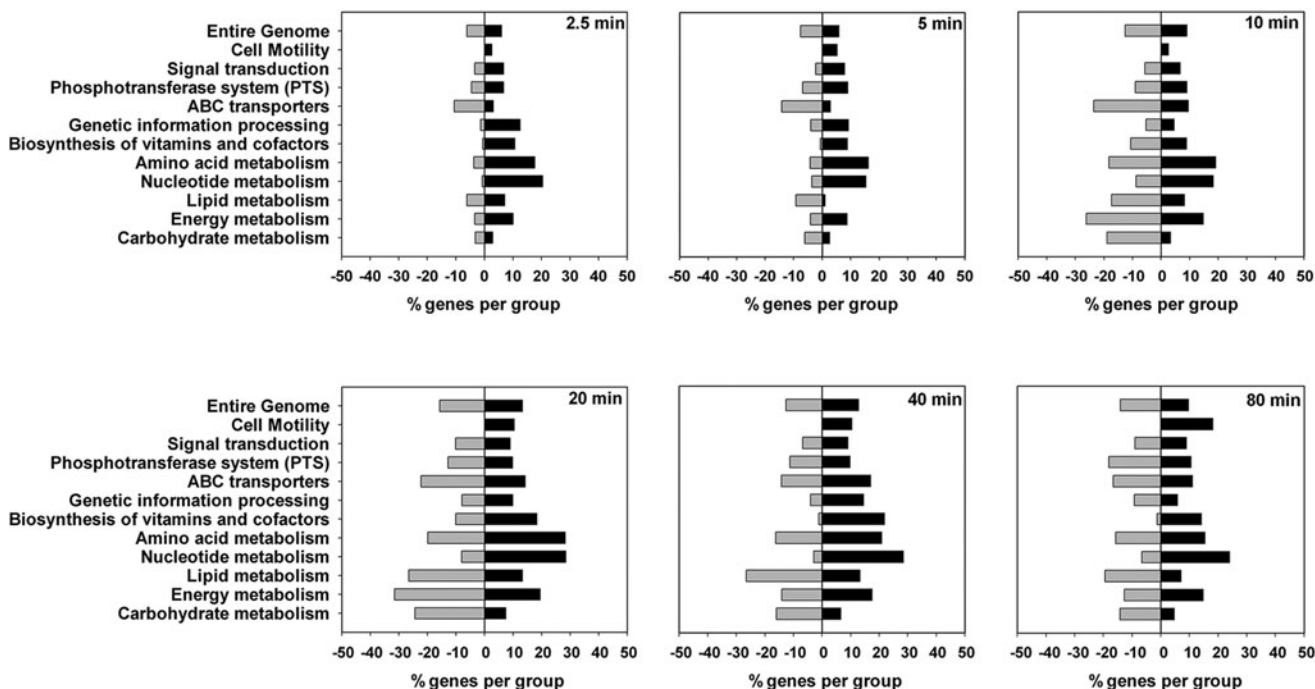 2.5 min
5 min
10 min
Entire Genome
Cell Motility
Signal transduction
Phosphotransferase system (PTS)
ABC transporters
Genetic information processing
Biosynthesis of vitamins and cofactors
Amino acid metabolism
Nucleotide metabolism
Lipid metabolism
Energy metabolism
Carbohydrate metabolism
-50 -40 -30 -20 -10 0 10 20 30 40 50
-50 -40 -30 -20 -10 0 10 20 30 40 50
-50 -40 -30 -20 -10 0 10 20 30 40 50
% genes per group
% genes per group
% genes per group
20 min
40 min
80 min
Entire Genome
Cell Motility
Signal transduction
Phosphotransferase system (PTS)
ABC transporters
Genetic information processing
Biosynthesis of vitamins and cofactors
Amino acid metabolism
Nucleotide metabolism
Lipid metabolism
Energy metabolism
Carbohydrate metabolism
-50 -40 -30 -20 -10 0 10 20 30 40 50
-50 -40 -30 -20 -10 0 10 20 30 40 50
-50 -40 -30 -20 -10 0 10 20 30 40 50
% genes per group
% genes per group
% genes per group